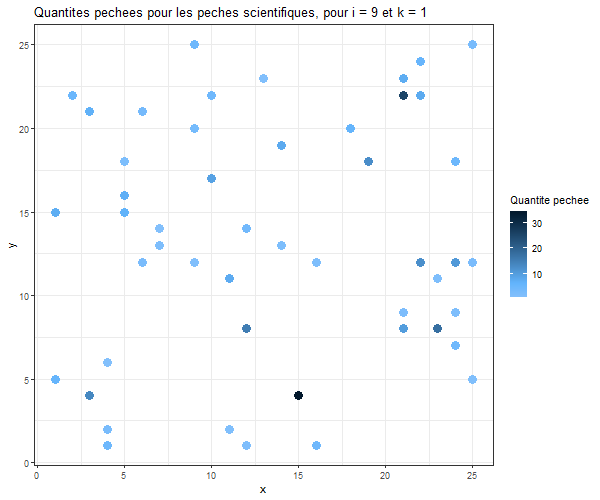 Quantites pechees pour les peches scientifiques, pour i = 9 et k = 1
25
20
15
10
5
0
y
0 5 10 15 20 25
x
Quantite pechee
30
20
10